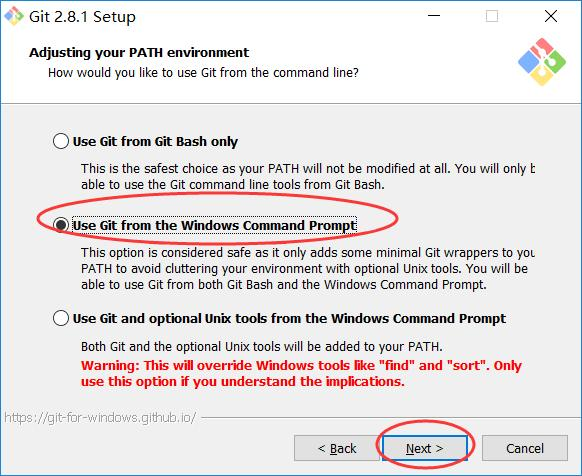 Git 2.8.1 Setup
Adjusting your PATH environment
How would you like to use Git from the command line?
Use Git from Git Bash only
This is the safest choice as your PATH will not be modified at all. You will only b
able to use the Git command line tools from Git Bash.
Use Git from the Windows Command Prompt
This option is considered safe as it only adds some minimal Git wrappers to you
PATH to avoid cluttering your environment with optional Unix tools. You will be
able to use Git from both Git Bash and the Windows Command Prompt.
Use Git and optional Unix tools from the Windows Command Prompt
Both Git and the optional Unix tools will be added to your PATH.
Warning: This will override Windows tools like "find" and "sort". Only
use this option if you understand the implications.
https://git-for-windows.github.io/
< Back
Next >
Cancel